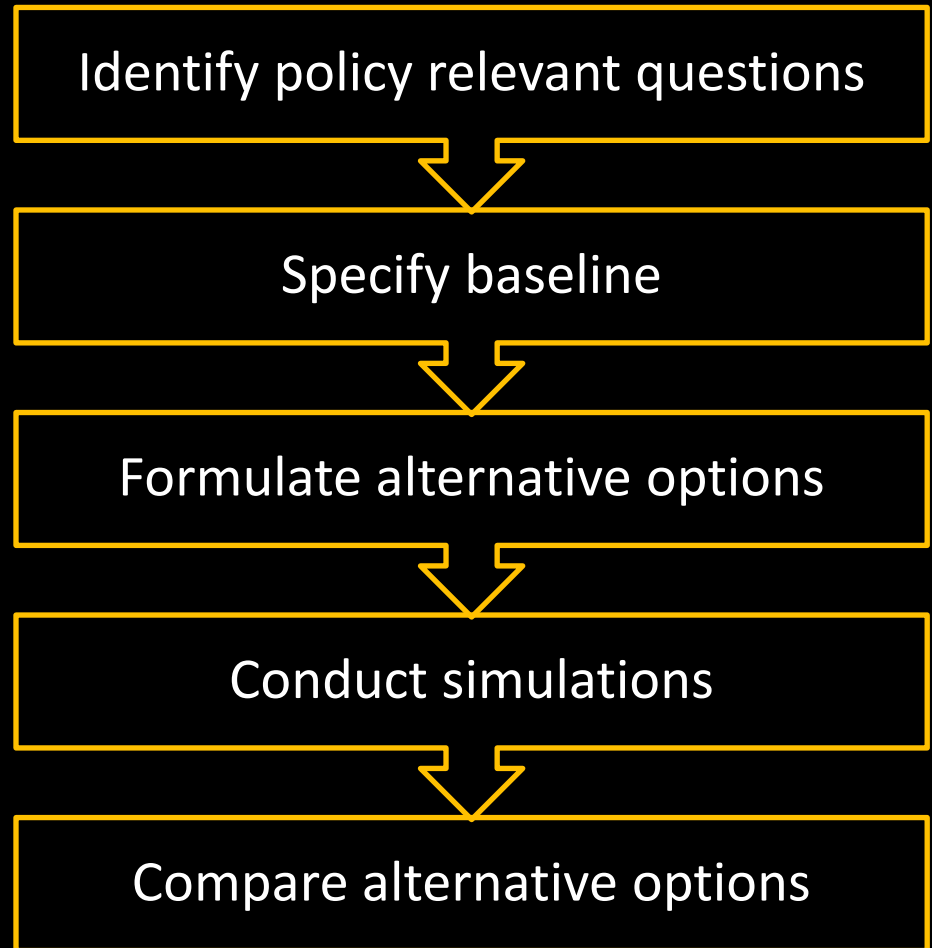 Identify policy relevant questions
Specify baseline
Formulate alternative options
Conduct simulations
Compare alternative options